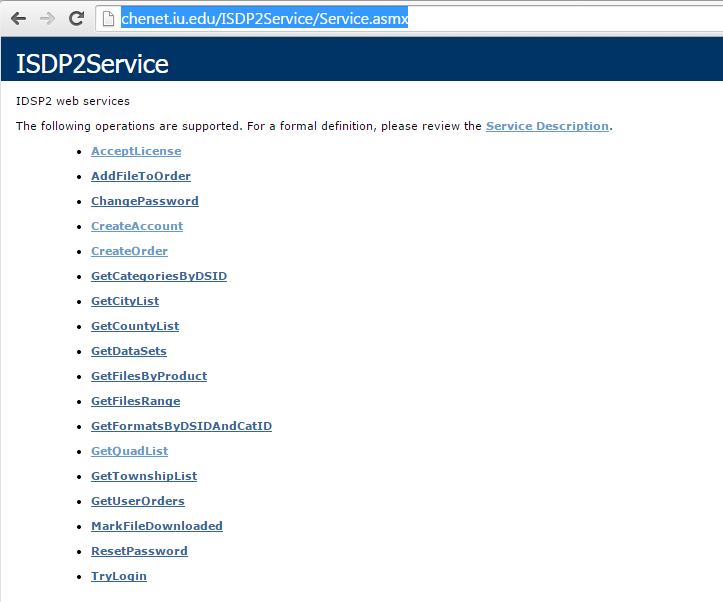 chenet.iu.edu/ISDP2Service/Service.asmx
ISDP2Service
IDSP2 web services
The following operations are supported. For a formal definition, please review the Service Description.
AcceptLicense
AddFileToOrder
ChangePassword
CreateAccount
CreateOrder
GetCategoriesByDSID
GetCityList
GetCountyList
GetDataSets
GetFilesByProduct
GetFilesRange
GetFormatsByDSIDAndCatID
GetQuadList
GetTownshipList
GetUserOrders
MarkFileDownloaded
ResetPassword
TryLogin